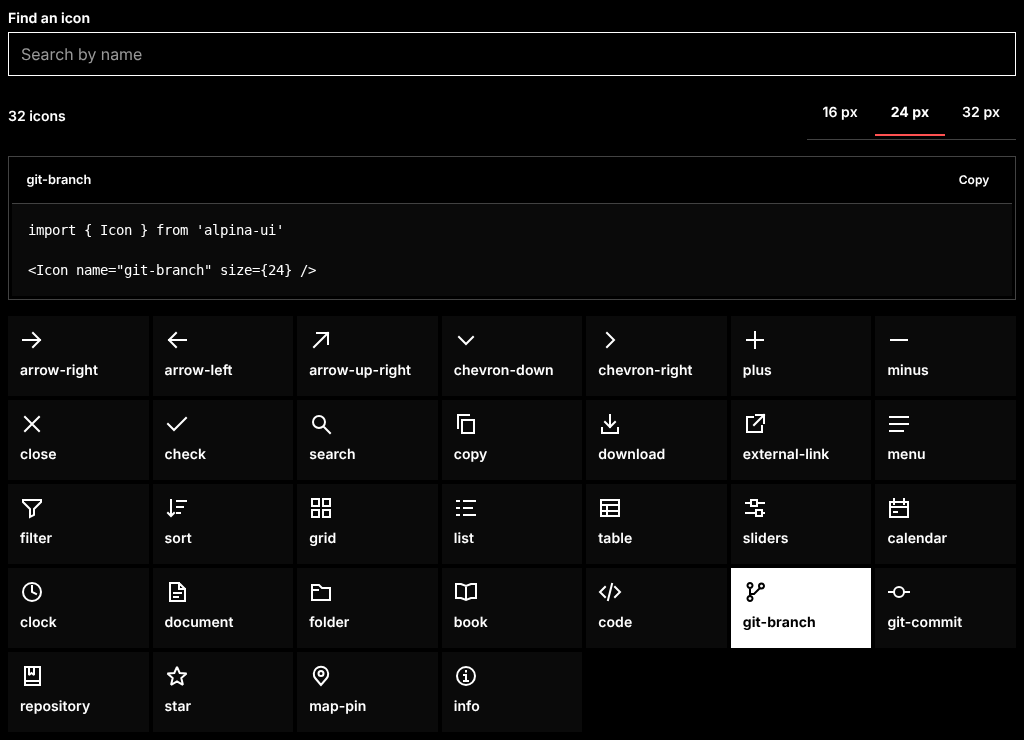 Find an icon
Search by name
32 icons
16 px 24 px 32 px
git-branch
Copy
import { Icon } from 'alpina-ui'
<Icon name="git-branch" size={24} />
arrow-right arrow-left arrow-up-right chevron-down chevron-right plus minus
close check search copy download external-link menu
filter sort grid list table sliders calendar
clock document folder book code git-branch git-commit
repository star map-pin info